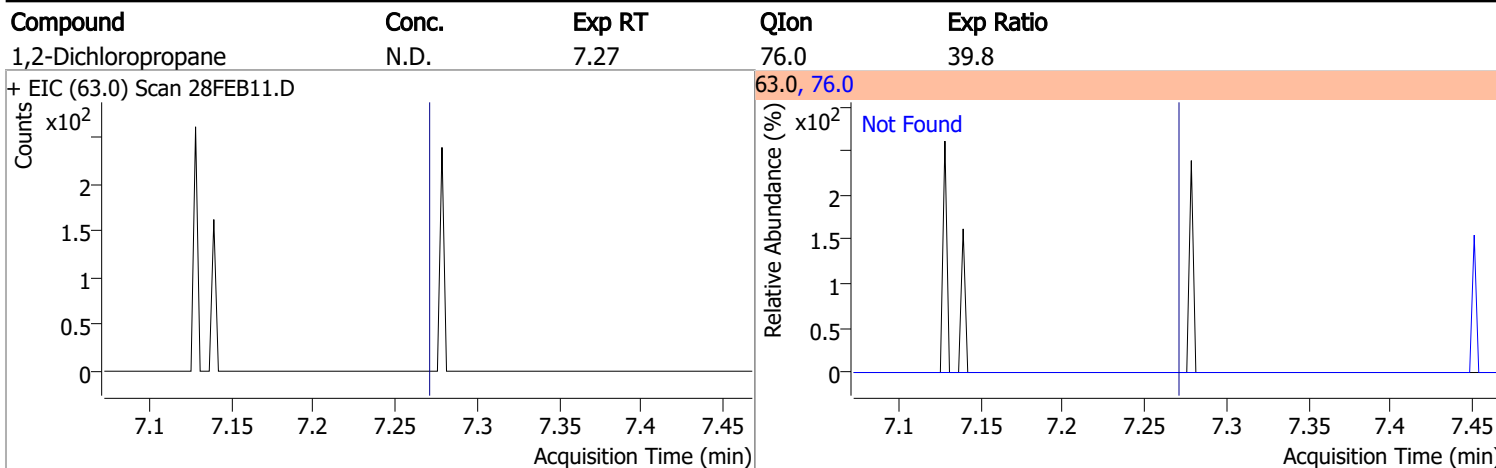 Compound Conc. Exp RT QIon Exp Ratio
1,2-Dichloropropane N.D. 7.27 76.0 39.8
+ EIC (63.0) Scan 28FEB11.D
Counts
x10²
2
1.5
1
0.5
0
7.1 7.15 7.2 7.25 7.3 7.35 7.4 7.45
Acquisition Time (min)
63.0, 76.0
Relative Abundance (%)
x10²
Not Found
2
1.5
1
0.5
0
7.1 7.15 7.2 7.25 7.3 7.35 7.4 7.45
Acquisition Time (min)